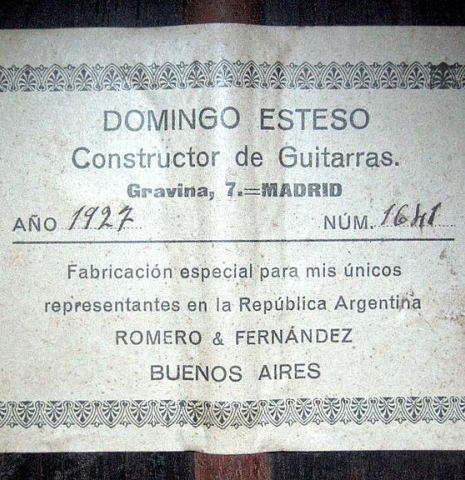 DOMINGO ESTESO
Constructor de Guitarras.
Gravina, 7.=MADRID
AÑO 1927 NÚM. 1641
Fabricación especial para mis únicos
representantes en la República Argentina
ROMERO & FERNÁNDEZ
BUENOS AIRES